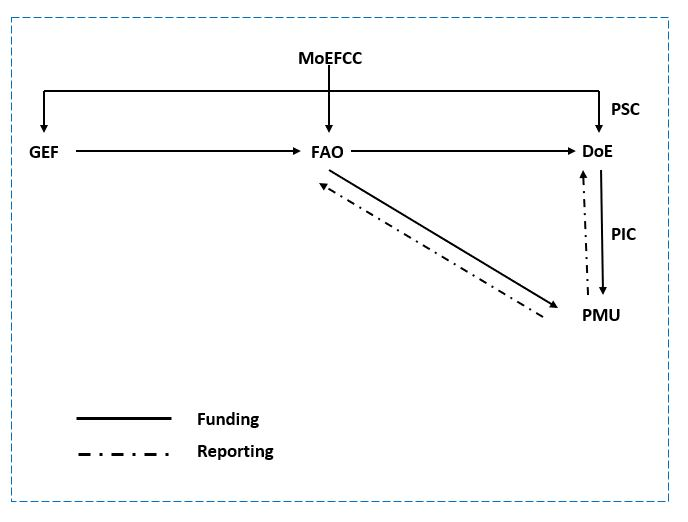 MoEFCC
PSC
GEF
FAO
DoE
PIC
PMU
Funding
Reporting